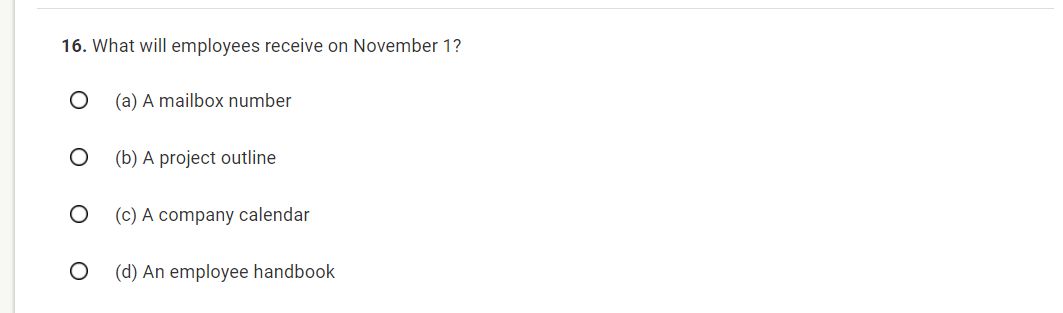 16. What will employees receive on November 1?
(a) A mailbox number
(b) A project outline
(c) A company calendar
(d) An employee handbook